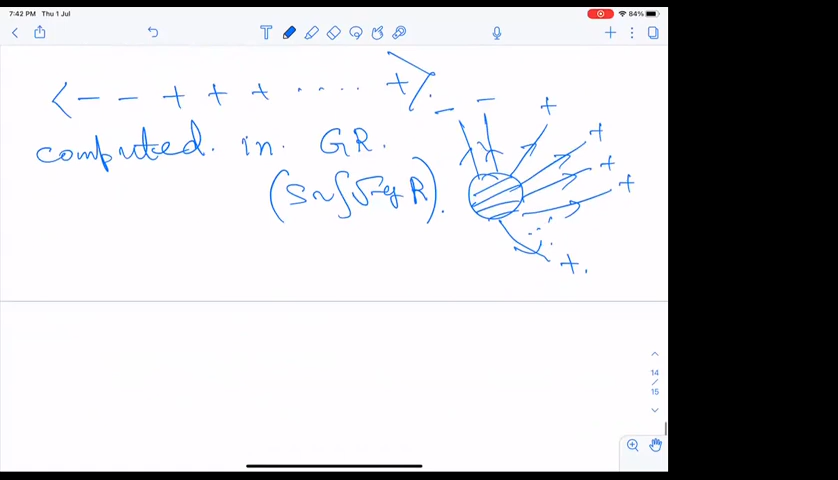 7:42 PM Thu 1 Jul
84%
T
< - - + + + ..... + >.
computed. in. GR.
(S ~ ∫ √-g R).
- - + + + + +.
14
/
15